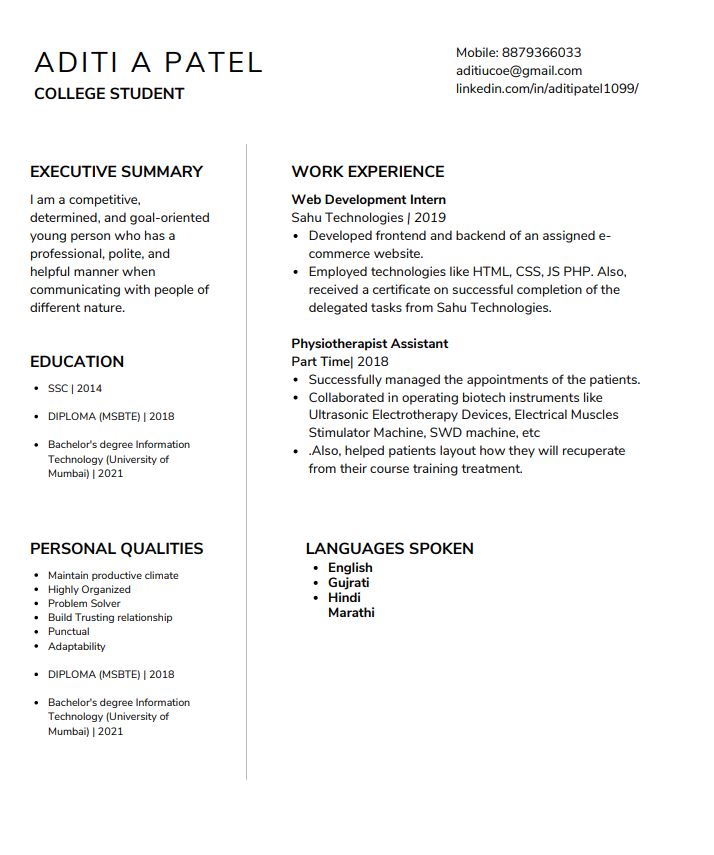 ADITI A PATEL
COLLEGE STUDENT
Mobile: 8879366033
aditiucoe@gmail.com
linkedin.com/in/aditipatel1099/
EXECUTIVE SUMMARY
I am a competitive,
determined, and goal-oriented
young person who has a
professional, polite, and
helpful manner when
communicating with people of
different nature.
EDUCATION
• SSC | 2014
• DIPLOMA (MSBTE) | 2018
• Bachelor's degree Information
Technology (University of
Mumbai) | 2021
PERSONAL QUALITIES
• Maintain productive climate
• Highly Organized
• Problem Solver
• Build Trusting relationship
• Punctual
• Adaptability
• DIPLOMA (MSBTE) | 2018
• Bachelor's degree Information
Technology (University of
Mumbai) | 2021
WORK EXPERIENCE
Web Development Intern
Sahu Technologies | 2019
• Developed frontend and backend of an assigned e-
commerce website.
• Employed technologies like HTML, CSS, JS PHP. Also,
received a certificate on successful completion of the
delegated tasks from Sahu Technologies.
Physiotherapist Assistant
Part Time| 2018
• Successfully managed the appointments of the patients.
• Collaborated in operating biotech instruments like
Ultrasonic Electrotherapy Devices, Electrical Muscles
Stimulator Machine, SWD machine, etc
• .Also, helped patients layout how they will recuperate
from their course training treatment.
LANGUAGES SPOKEN
• English
• Gujrati
• Hindi
Marathi